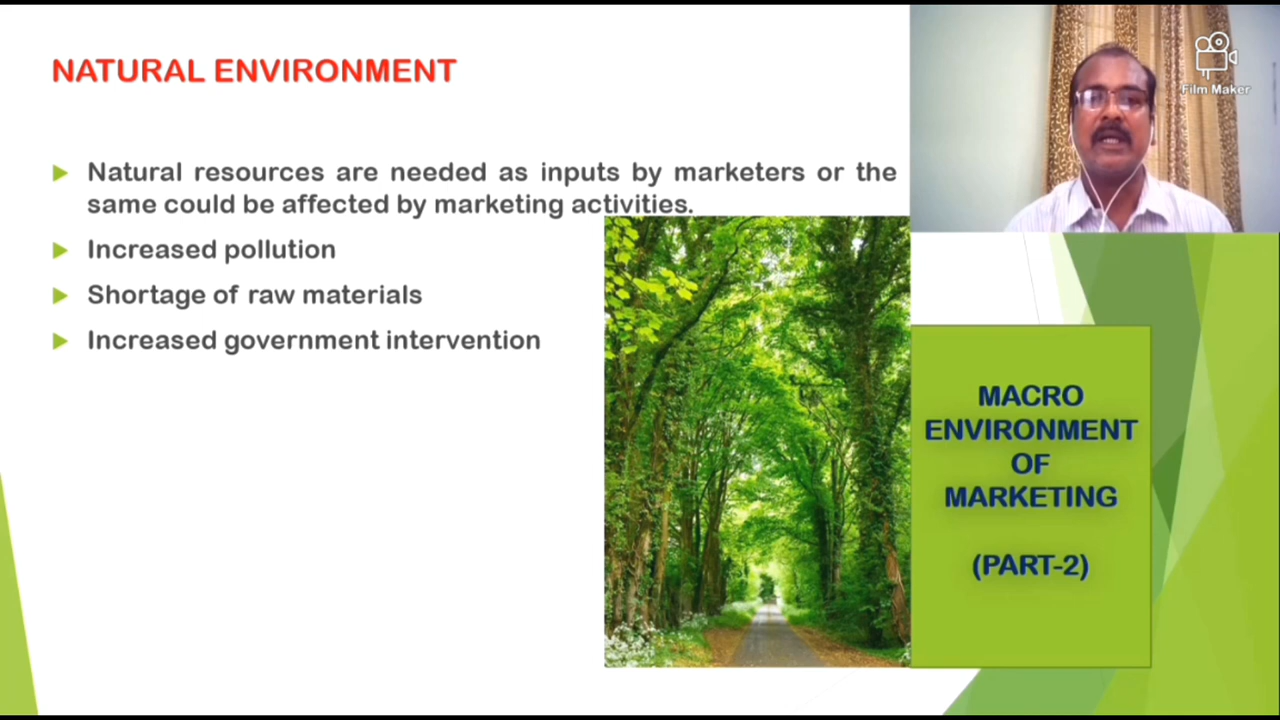 NATURAL ENVIRONMENT
Natural resources are needed as inputs by marketers or the
same could be affected by marketing activities.
Increased pollution
Shortage of raw materials
Increased government intervention
Film Maker
MACRO
ENVIRONMENT
OF
MARKETING
(PART-2)